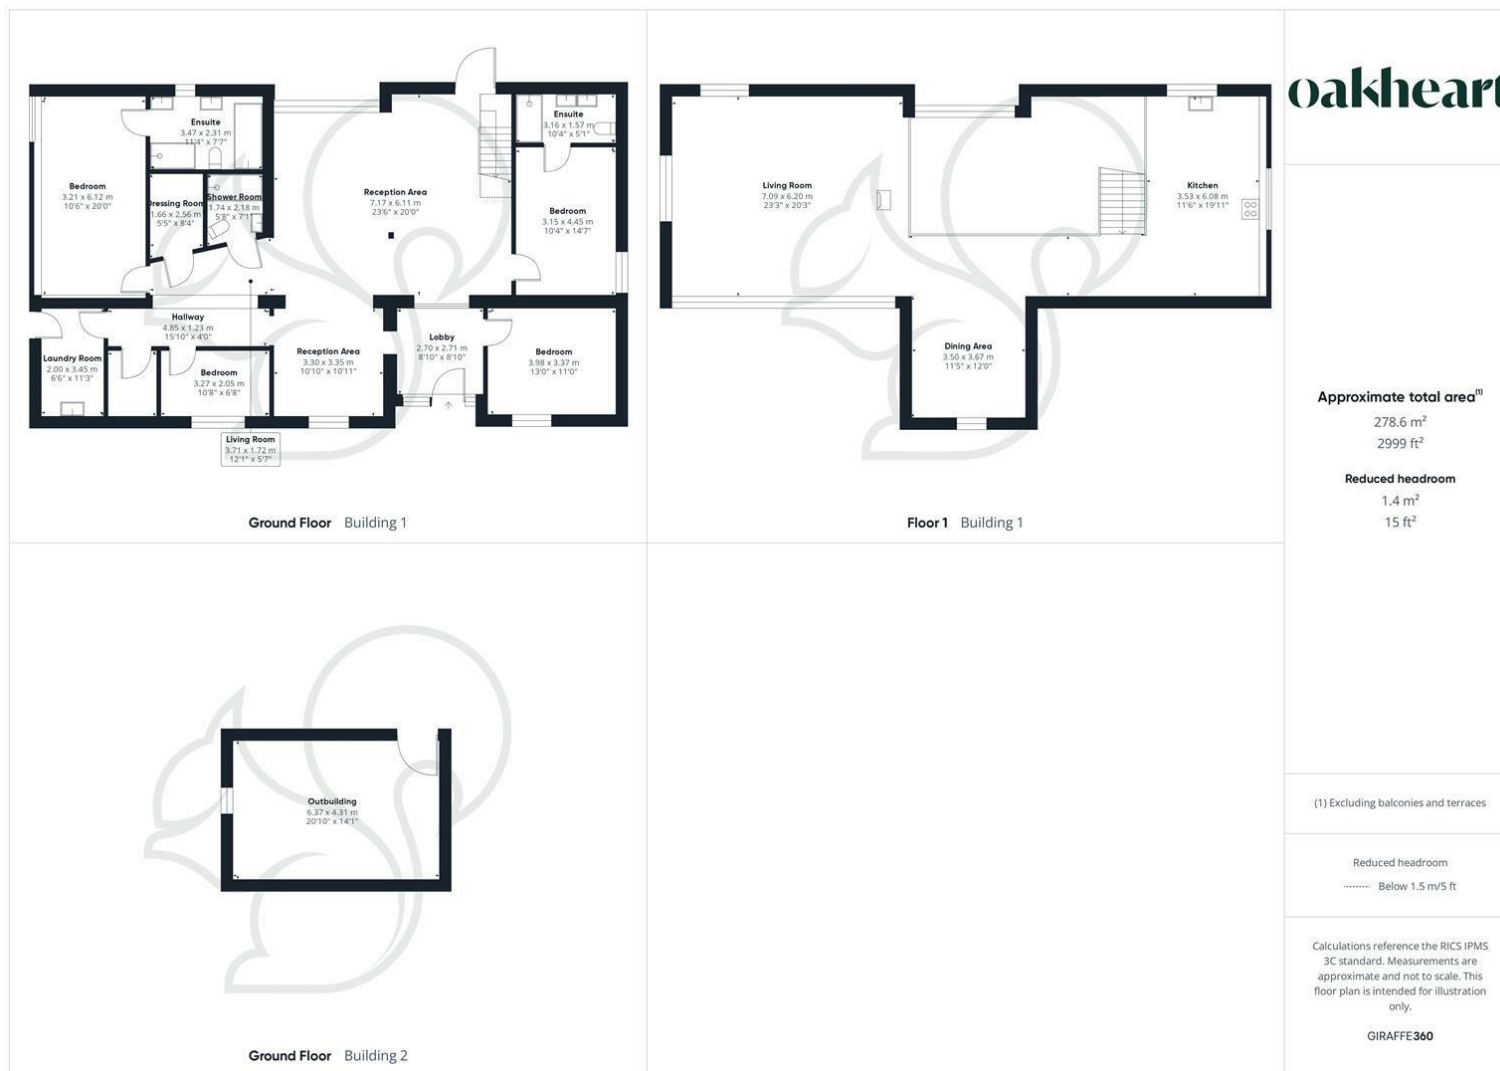 Ensuite
3.47 x 2.31 m
11'4" x 7'7"
Bedroom
3.21 x 6.12 m
10'6" x 20'0"
Dressing Room
1.66 x 2.56 m
5'5" x 8'4"
Shower Room
1.74 x 2.18 m
5'8" x 7'1"
Reception Area
7.17 x 6.11 m
23'6" x 20'0"
Ensuite
3.16 x 1.57 m
10'4" x 5'1"
Bedroom
3.15 x 4.45 m
10'4" x 14'7"
Hallway
4.85 x 1.23 m
15'10" x 4'0"
Laundry Room
2.00 x 3.45 m
6'6" x 11'3"
Bedroom
3.27 x 2.05 m
10'8" x 6'8"
Reception Area
3.30 x 3.35 m
10'10" x 10'11"
Lobby
2.70 x 2.71 m
8'10" x 8'10"
Bedroom
3.98 x 3.37 m
13'0" x 11'0"
Living Room
3.71 x 1.72 m
12'1" x 5'7"
Ground Floor Building 1
Living Room
7.09 x 6.20 m
23'3" x 20'3"
Kitchen
3.53 x 6.08 m
11'6" x 19'11"
Dining Area
3.50 x 3.67 m
11'5" x 12'0"
Floor 1 Building 1
Outbuilding
6.37 x 4.31 m
20'10" x 14'1"
Ground Floor Building 2
oakheart
Approximate total area(1)
278.6 m²
2999 ft²
Reduced headroom
1.4 m²
15 ft²
(1) Excluding balconies and terraces
Reduced headroom
Below 1.5 m/5 ft
Calculations reference the RICS IPMS
3C standard. Measurements are
approximate and not to scale. This
floor plan is intended for illustration
only.
GIRAFFE360